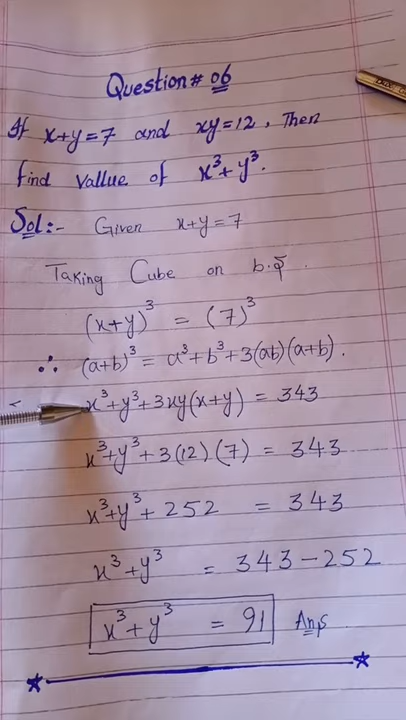 Question# 06
If x+y=7 and xy=12, Then
find vallue of x³+y³.
Sol:- Given x+y=7
Taking Cube on b.s.
(x+y)³ = (7)³
∴ (a+b)³ = a³+b³+3(ab)(a+b).
x³+y³+3xy(x+y) = 343
x³+y³+3(12)(7) = 343
x³+y³+252 = 343
x³+y³ = 343-252
x³+y³ = 91 Ans